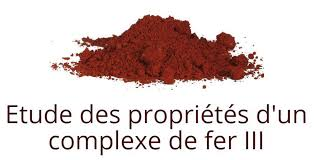 Etude des propriétés d'un
complexe de fer III